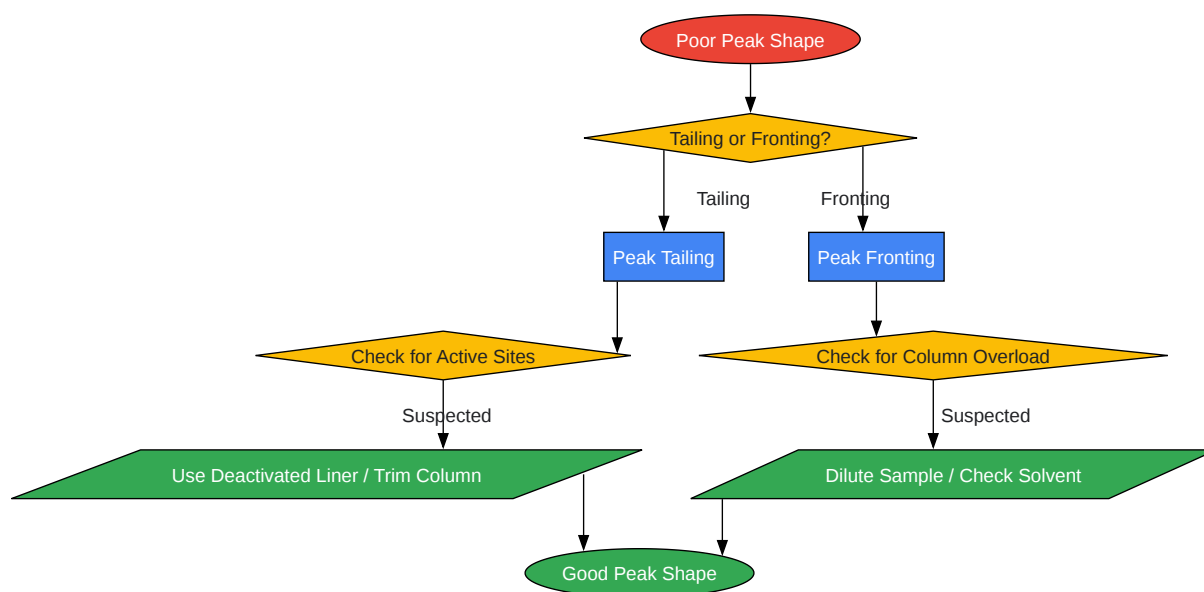 Poor Peak Shape
Tailing or Fronting?
Tailing
Fronting
Peak Tailing
Peak Fronting
Check for Active Sites
Check for Column Overload
Suspected
Suspected
Use Deactivated Liner / Trim Column
Dilute Sample / Check Solvent
Good Peak Shape